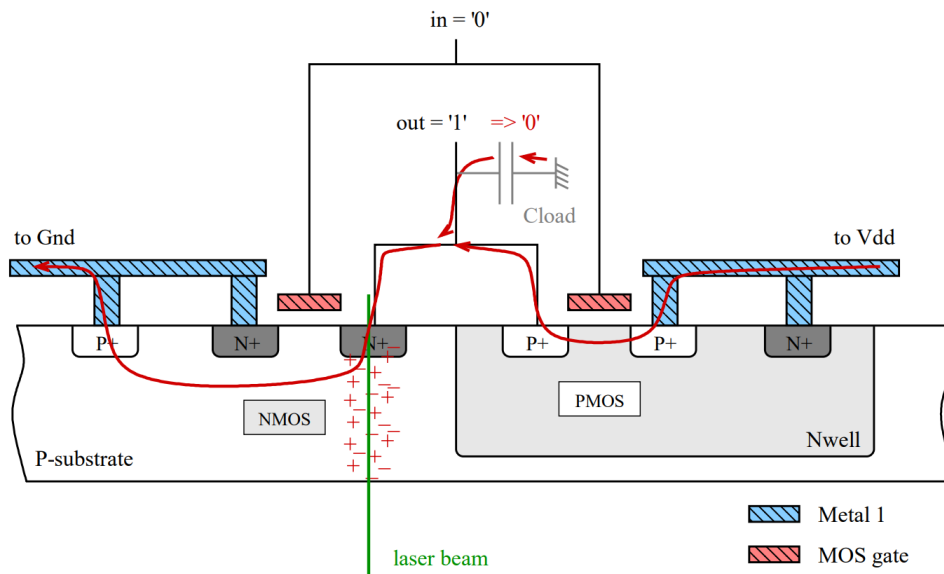 in = '0'
out = '1' => '0'
Cload
to Gnd
to Vdd
P+
N+
N+
P+
P+
N+
NMOS
PMOS
Nwell
P-substrate
Metal 1
MOS gate
laser beam